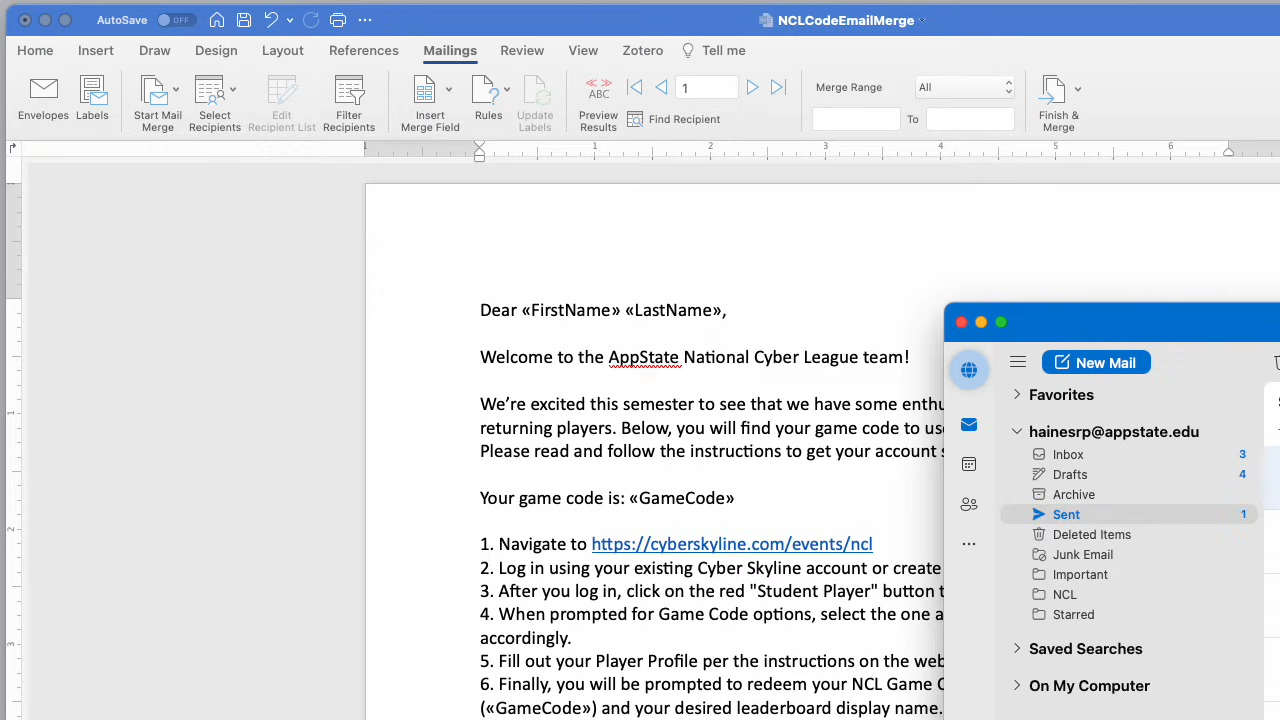 AutoSave OFF NCLCodeEmailMerge
Home Insert Draw Design Layout References Mailings Review View Zotero Tell me
Envelopes Labels Start Mail Merge Select Recipients Edit Recipient List Filter Recipients Insert Merge Field Rules Update Labels ABC Preview Results 1 Find Recipient Merge Range All To Finish & Merge
1 1 2 3 4 5 6
Dear «FirstName» «LastName»,
Welcome to the AppState National Cyber League team!
We’re excited this semester to see that we have some
returning players. Below, you will find your game code to
Please read and follow the instructions to get your account
Your game code is: «GameCode»
1. Navigate to https://cyberskyline.com/events/ncl
2. Log in using your existing Cyber Skyline account or create
3. After you log in, click on the red "Student Player" button
4. When prompted for Game Code options, select the one
accordingly.
5. Fill out your Player Profile per the instructions on the
6. Finally, you will be prompted to redeem your NCL Game
(«GameCode») and your desired leaderboard display name.
New Mail
Favorites
hainesrp@appstate.edu
Inbox 3
Drafts 4
Archive
Sent 1
Deleted Items
Junk Email
Important
NCL
Starred
Saved Searches
On My Computer